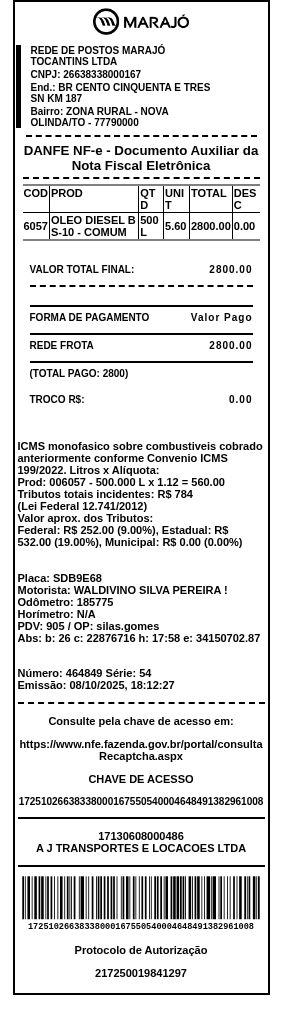 MARAJÓ
REDE DE POSTOS MARAJÓ
TOCANTINS LTDA
CNPJ: 26638338000167
End.: BR CENTO CINQUENTA E TRES
SN KM 187
Bairro: ZONA RURAL - NOVA
OLINDA/TO - 77790000
DANFE NF-e - Documento Auxiliar da
Nota Fiscal Eletrônica
COD PROD QTD UNIT TOTAL DESC
6057 OLEO DIESEL B S-10 - COMUM 500 L 5.60 2800.00 0.00
VALOR TOTAL FINAL: 2800.00
FORMA DE PAGAMENTO Valor Pago
REDE FROTA 2800.00
(TOTAL PAGO: 2800)
TROCO R$: 0.00
ICMS monofasico sobre combustiveis cobrado
anteriormente conforme Convenio ICMS
199/2022. Litros x Alíquota:
Prod: 006057 - 500.000 L x 1.12 = 560.00
Tributos totais incidentes: R$ 784
(Lei Federal 12.741/2012)
Valor aprox. dos Tributos:
Federal: R$ 252.00 (9.00%), Estadual: R$
532.00 (19.00%), Municipal: R$ 0.00 (0.00%)
Placa: SDB9E68
Motorista: WALDIVINO SILVA PEREIRA !
Odômetro: 185775
Horímetro: N/A
PDV: 905 / OP: silas.gomes
Abs: b: 26 c: 22876716 h: 17:58 e: 34150702.87
Número: 464849 Série: 54
Emissão: 08/10/2025, 18:12:27
Consulte pela chave de acesso em:
https://www.nfe.fazenda.gov.br/portal/consulta
Recaptcha.aspx
CHAVE DE ACESSO
17251026638338000167550540004648491382961008
17130608000486
A J TRANSPORTES E LOCACOES LTDA
17251026638338000167550540004648491382961008
Protocolo de Autorização
217250019841297